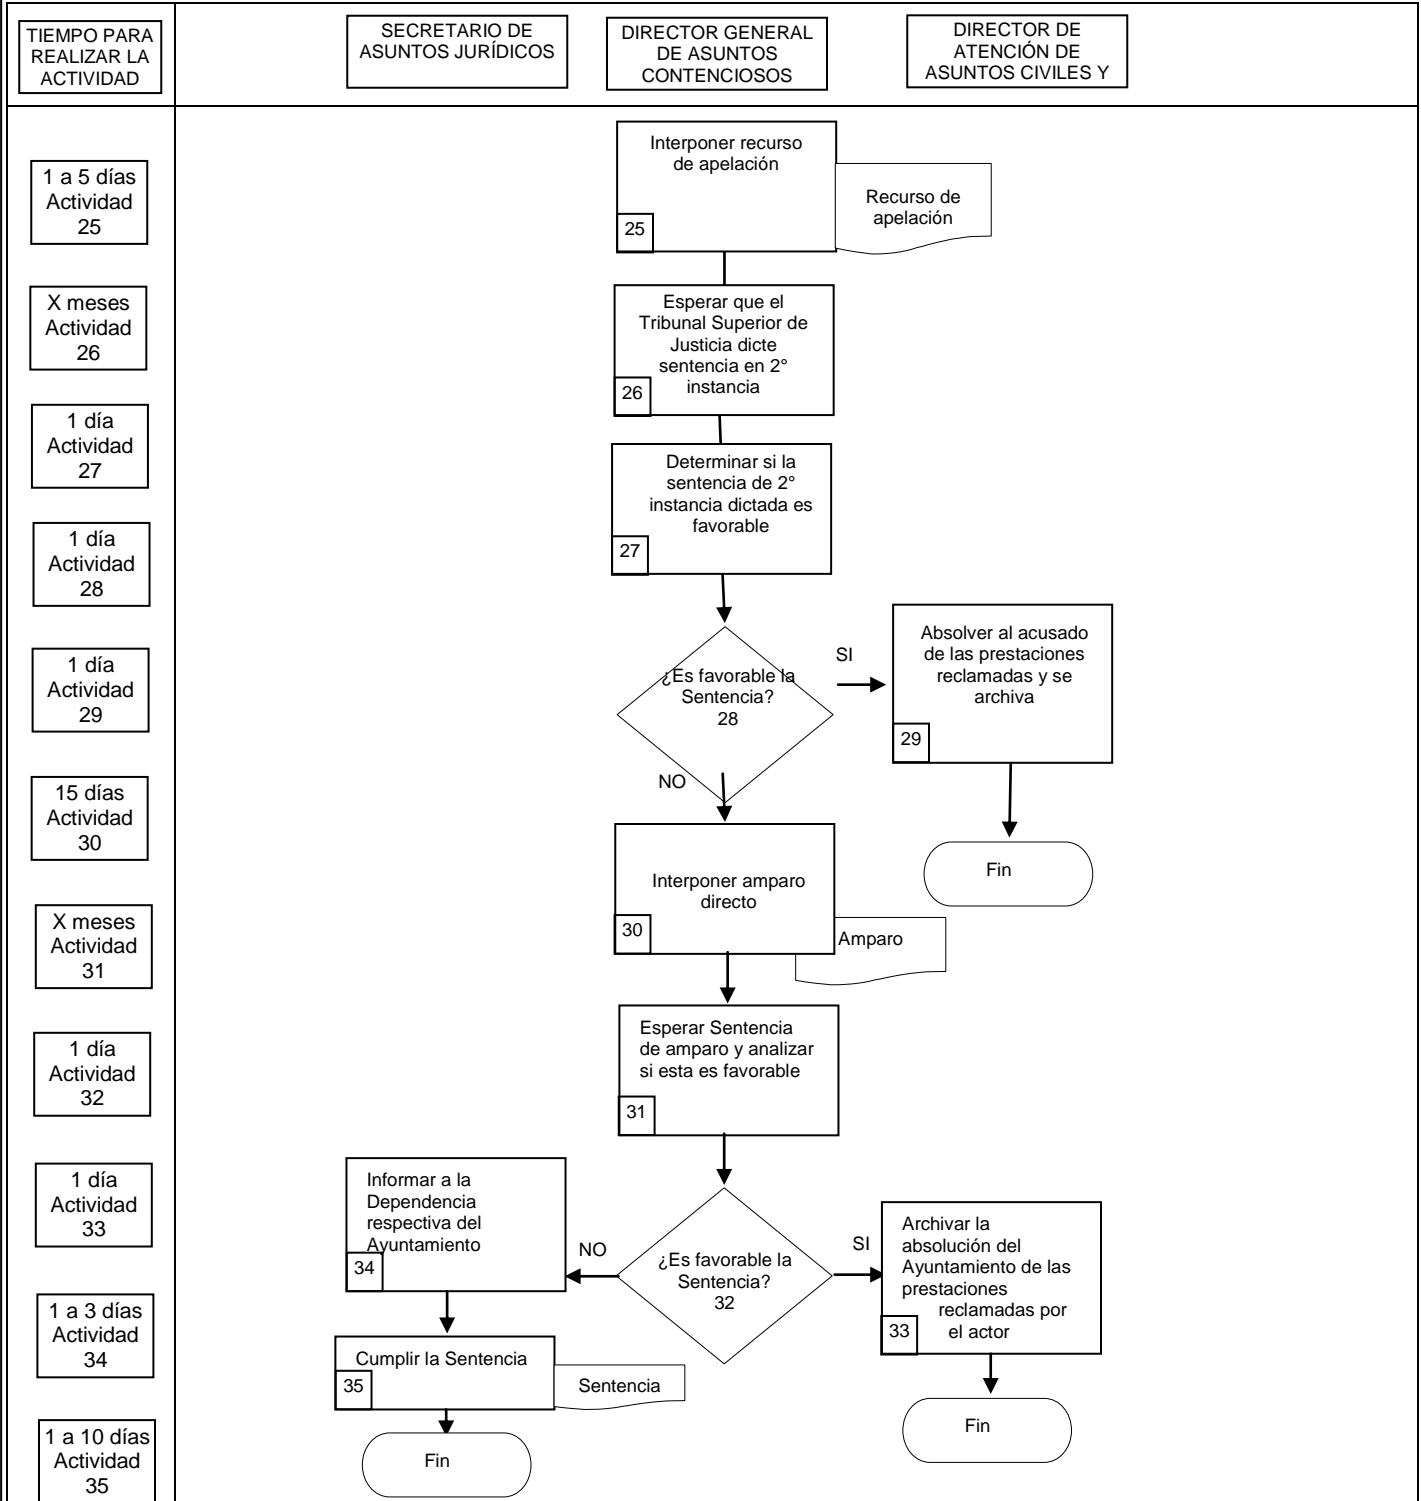 TIEMPO PARA
REALIZAR LA
ACTIVIDAD
SECRETARIO DE
ASUNTOS JURÍDICOS
DIRECTOR GENERAL
DE ASUNTOS
CONTENCIOSOS
DIRECTOR DE
ATENCIÓN DE
ASUNTOS CIVILES Y
1 a 5 días
Actividad
25
Interponer recurso
de apelación
25
Recurso de
apelación
X meses
Actividad
26
Esperar que el
Tribunal Superior de
Justicia dicte
sentencia en 2°
instancia
26
1 día
Actividad
27
Determinar si la
sentencia de 2°
instancia dictada es
favorable
27
1 día
Actividad
28
¿Es favorable la
Sentencia?
28
SI
NO
1 día
Actividad
29
Absolver al acusado
de las prestaciones
reclamadas y se
archiva
29
Fin
15 días
Actividad
30
Interponer amparo
directo
30
Amparo
X meses
Actividad
31
Esperar Sentencia
de amparo y analizar
si esta es favorable
31
1 día
Actividad
32
¿Es favorable la
Sentencia?
32
NO
SI
1 día
Actividad
33
Archivar la
absolución del
Ayuntamiento de las
prestaciones
reclamadas por
el actor
33
Fin
1 a 3 días
Actividad
34
Informar a la
Dependencia
respectiva del
Ayuntamiento
34
1 a 10 días
Actividad
35
Cumplir la Sentencia
35
Sentencia
Fin